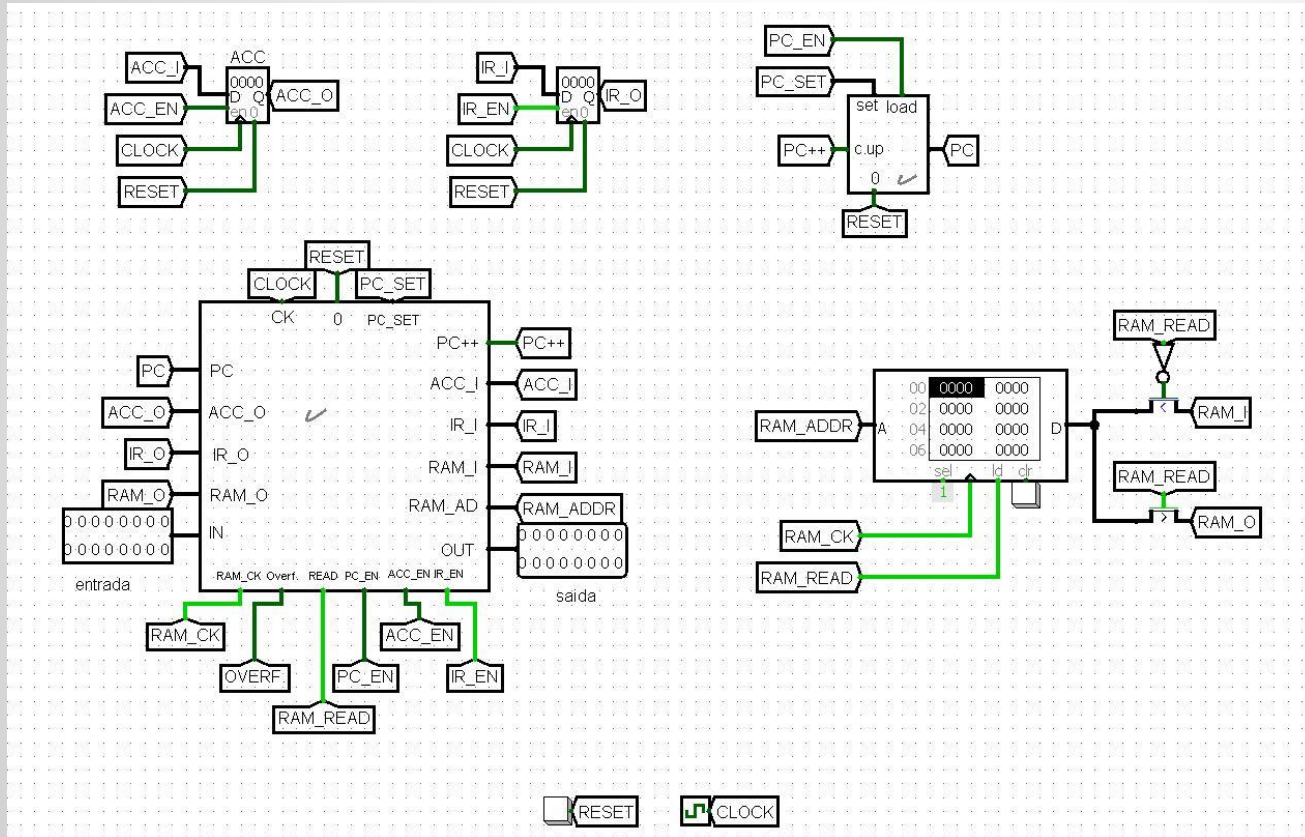 PC_EN
ACC
ACC_I
IR_I
PC_SET
0000
D Q
ACC_O
0000
D Q
IR_O
ACC_EN
en 0
IR_EN
en 0
set load
CLOCK
CLOCK
PC++
c.up
PC
RESET
RESET
0
RESET
RESET
CLOCK
PC_SET
CK
0
PC_SET
RAM_READ
PC++
PC++
PC
PC
ACC_I
ACC_I
00 0000 0000
ACC_O
ACC_O
02 0000 0000
RAM_I
IR_I
IR_I
RAM_ADDR
A
04 0000 0000
D
IR_O
IR_O
06 0000 0000
RAM_I
RAM_I
sel ld clr
RAM_READ
RAM_O
RAM_O
1
RAM_AD
RAM_ADDR
0 0 0 0 0 0 0 0
0 0 0 0 0 0 0 0
IN
RAM_O
0 0 0 0 0 0 0 0
0 0 0 0 0 0 0 0
OUT
RAM_CK
RAM_CK Overf. READ PC_EN ACC_EN IR_EN
RAM_READ
entrada
saida
RAM_CK
ACC_EN
OVERF.
PC_EN
IR_EN
RAM_READ
RESET
CLOCK